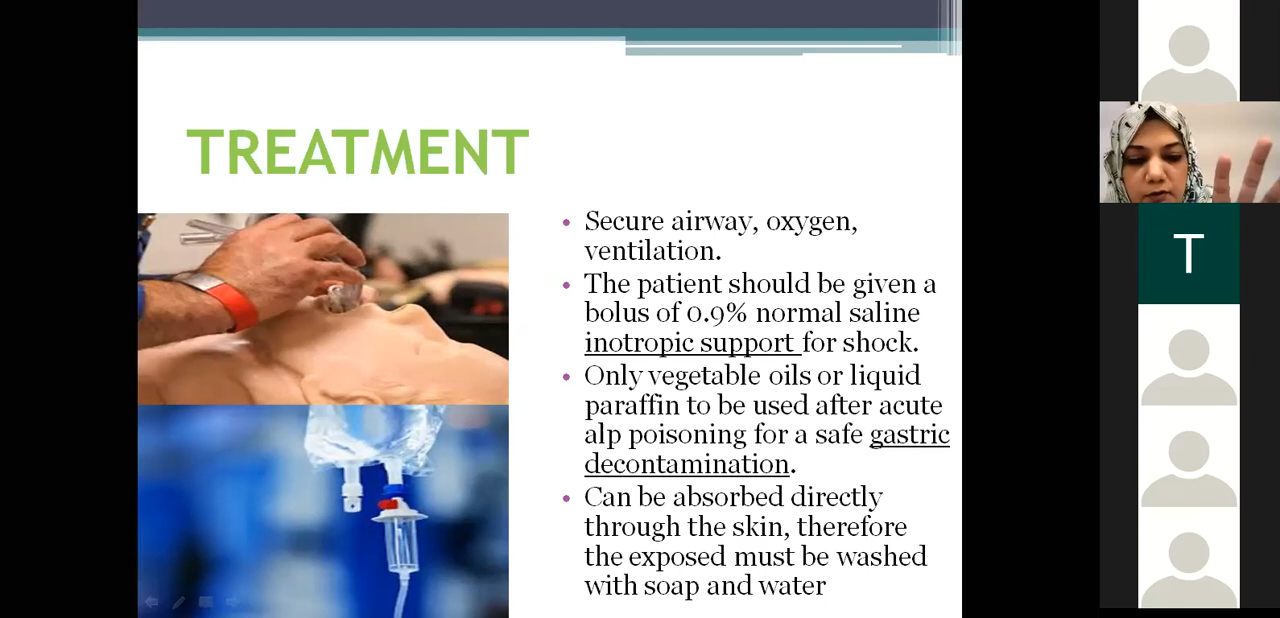 TREATMENT
• Secure airway, oxygen,
ventilation.
• The patient should be given a
bolus of 0.9% normal saline
inotropic support for shock.
• Only vegetable oils or liquid
paraffin to be used after acute
alp poisoning for a safe gastric
decontamination.
• Can be absorbed directly
through the skin, therefore
the exposed must be washed
with soap and water
T